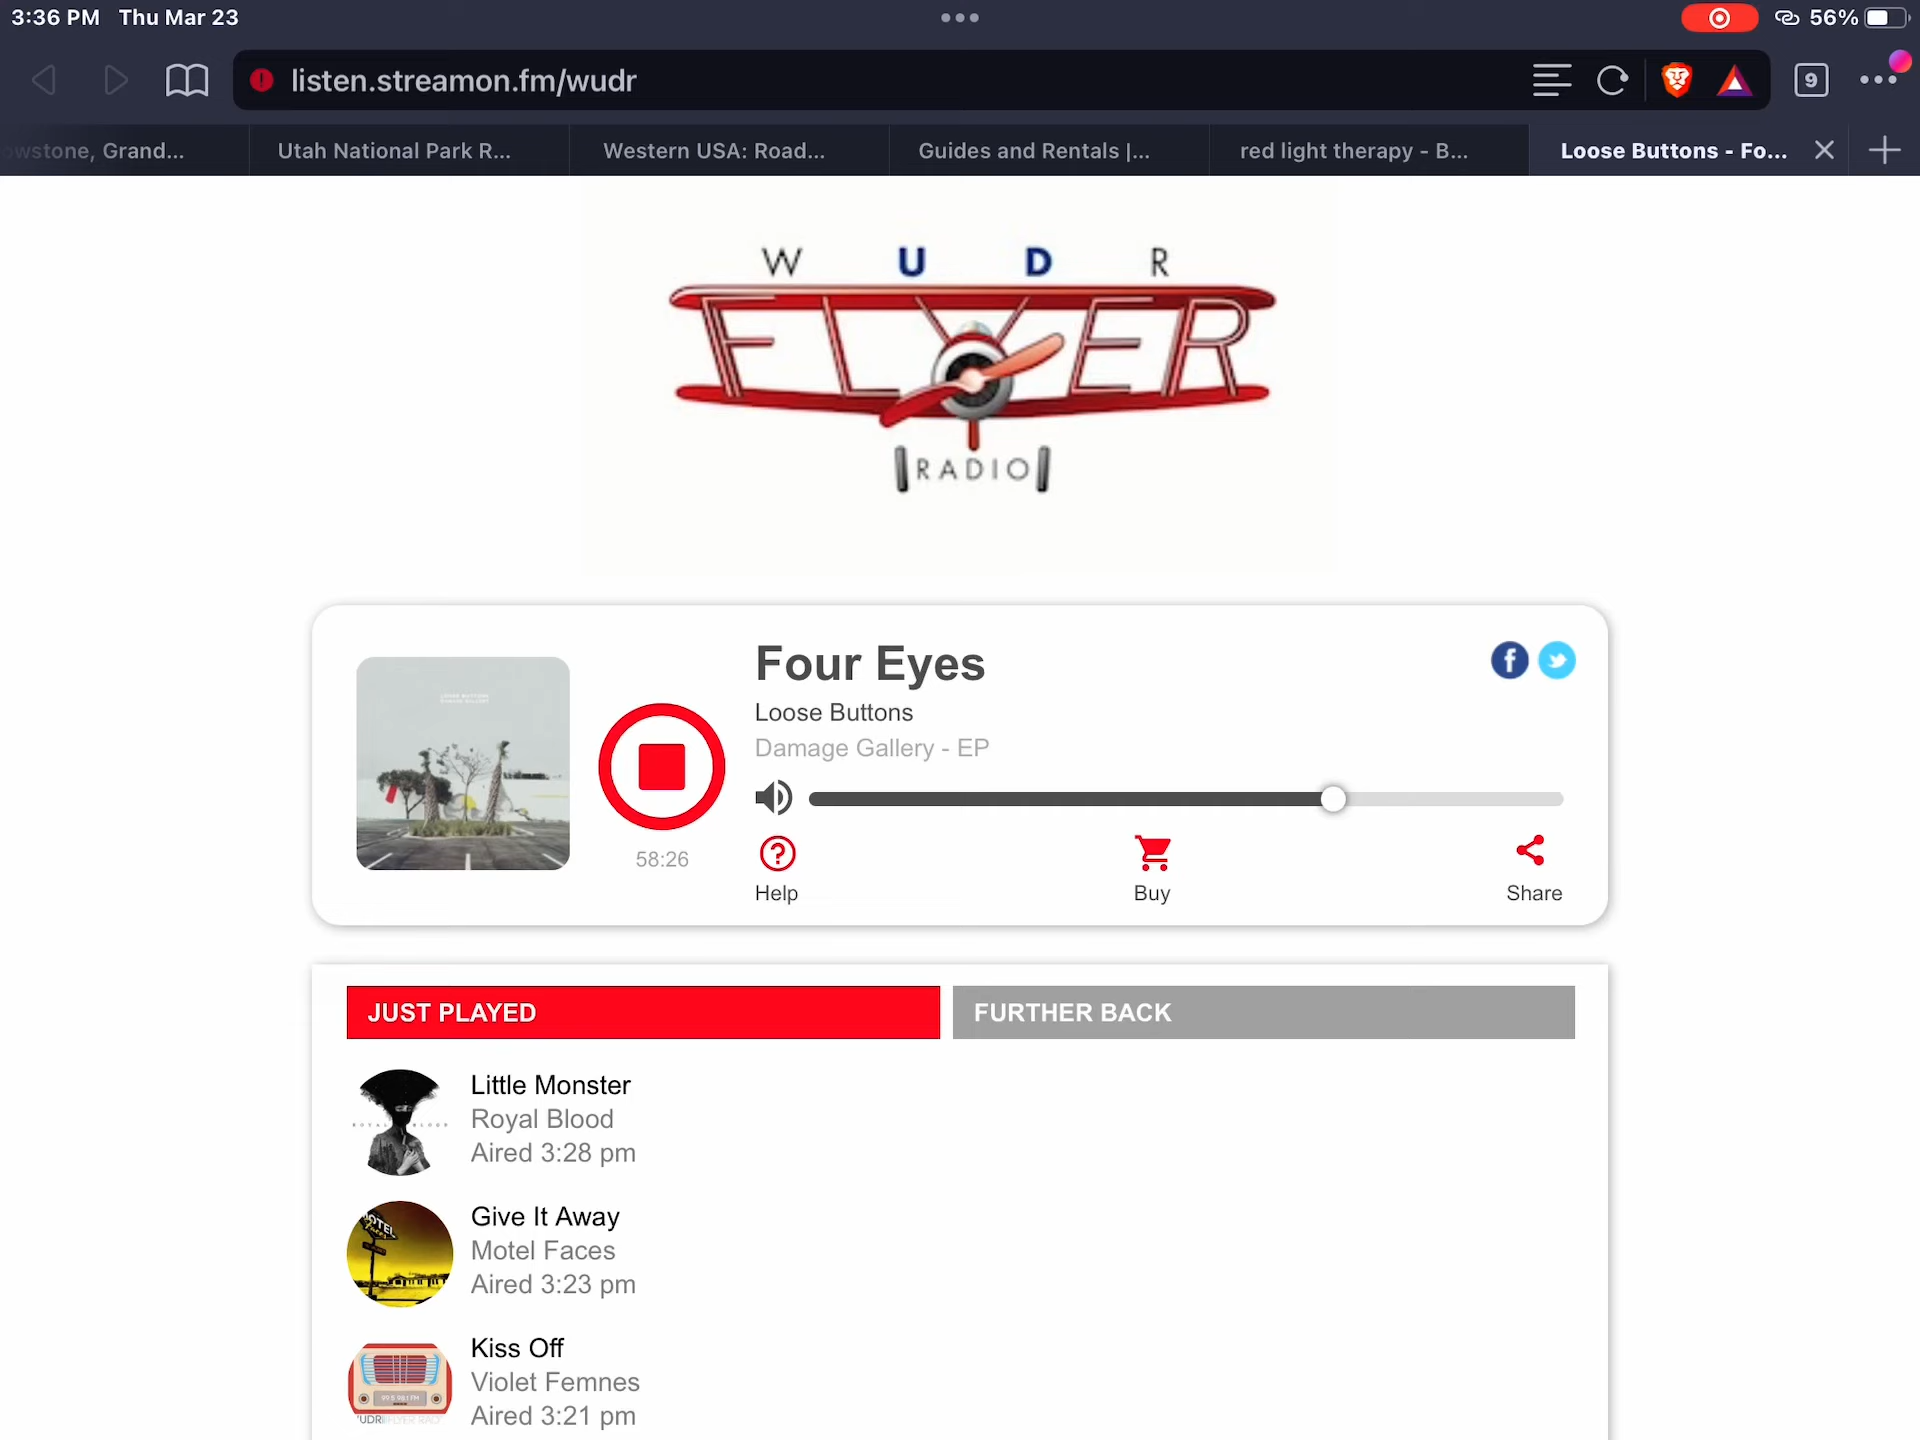 3:36 PM Thu Mar 23
56%
listen.streamon.fm/wudr
9
owstone, Grand...
Utah National Park R...
Western USA: Road...
Guides and Rentals |...
red light therapy - B...
Loose Buttons - Fo...
W U D R
FLYER
RADIO
Four Eyes
Loose Buttons
Damage Gallery - EP
58:26
Help
Buy
Share
JUST PLAYED
FURTHER BACK
Little Monster
Royal Blood
Aired 3:28 pm
Give It Away
Motel Faces
Aired 3:23 pm
Kiss Off
Violet Femnes
Aired 3:21 pm